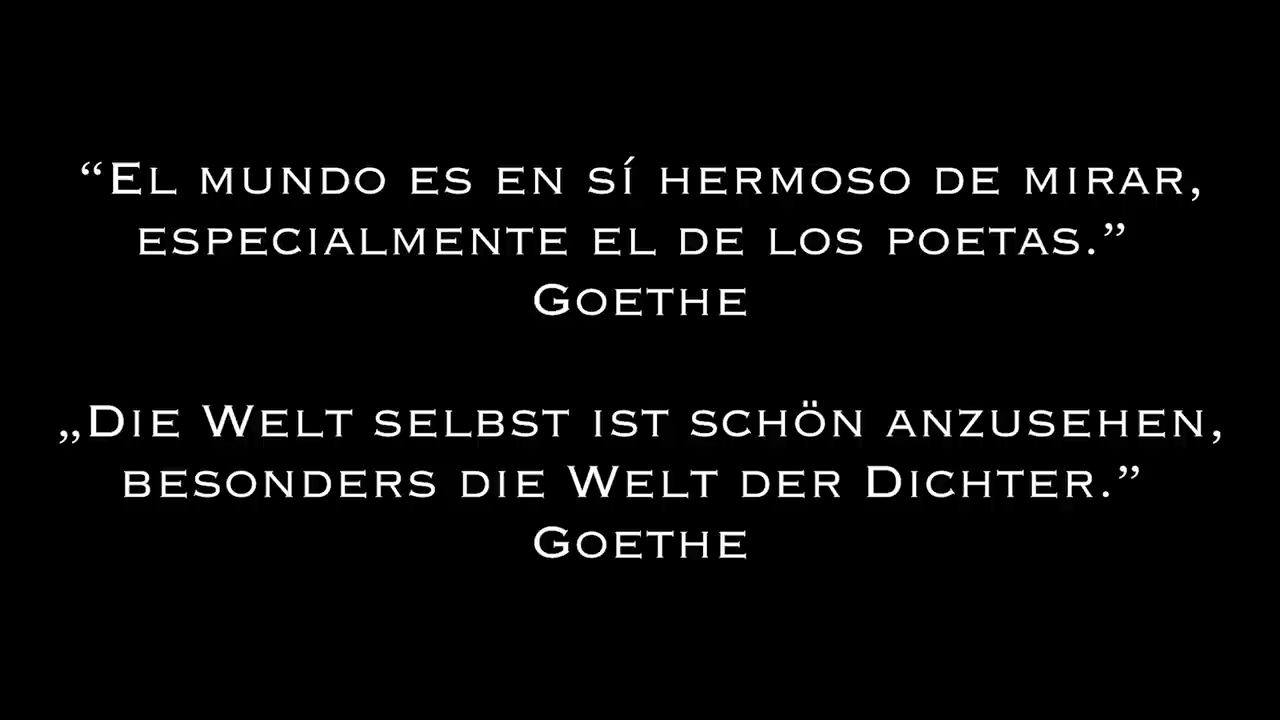 “El mundo es en sí hermoso de mirar,
especialmente el de los poetas.”
Goethe
„Die Welt selbst ist schön anzusehen,
besonders die Welt der Dichter.”
Goethe